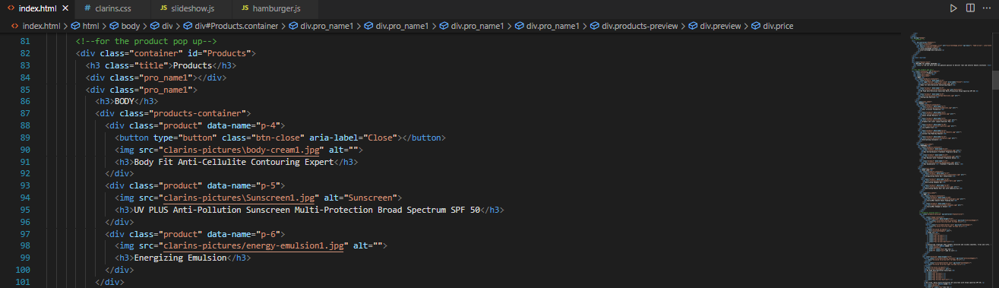 index.html clarins.css JS slideshow.js JS hamburger.js
index.html > html > body > div > div#Products.container > div.pro_name1 > div.pro_name1 > div.pro_name1 > div.pro_name1 > div.products-preview > div.preview > div.price
81 <!--for the product pop up-->
82 <div class="container" id="Products">
83 <h3 class="title">Products</h3>
84 <div class="pro_name1"></div>
85 <div class="pro_name1">
86 <h3>BODY</h3>
87 <div class="products-container">
88 <div class="product" data-name="p-4">
89 <button type="button" class="btn-close" aria-label="Close"></button>
90 <img src="clarins-pictures\body-cream1.jpg" alt="">
91 <h3>Body Fit Anti-Cellulite Contouring Expert</h3>
92 </div>
93 <div class="product" data-name="p-5">
94 <img src="clarins-pictures\Sunscreen1.jpg" alt="Sunscreen">
95 <h3>UV PLUS Anti-Pollution Sunscreen Multi-Protection Broad Spectrum SPF 50</h3>
96 </div>
97 <div class="product" data-name="p-6">
98 <img src="clarins-pictures/energy-emulsion1.jpg" alt="">
99 <h3>Energizing Emulsion</h3>
100 </div>
101 </div>